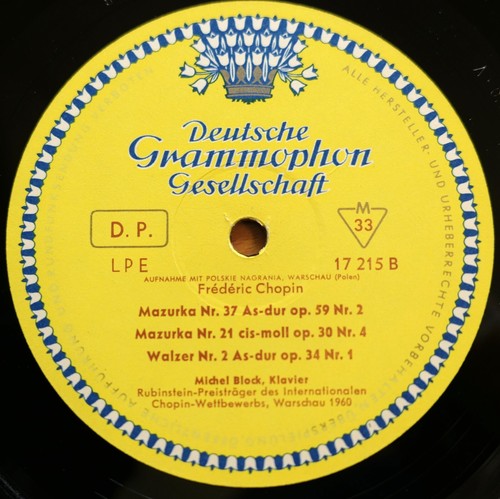 Deutsche
Grammophon
Gesellschaft
D. P.
M
33
LPE
17 215 B
AUFNAHME MIT POLSKIE NAGRANIA, WARSCHAU (Polen)
Frédéric Chopin
Mazurka Nr. 37 As-dur op. 59 Nr. 2
Mazurka Nr. 21 cis-moll op. 30 Nr. 4
Walzer Nr. 2 As-dur op. 34 Nr. 1
Michel Block, Klavier
Rubinstein-Preisträger des Internationalen
Chopin-Wettbewerbs, Warschau 1960
ALLE HERSTELLER- UND URHEBERRECHTE VORBEHALTEN